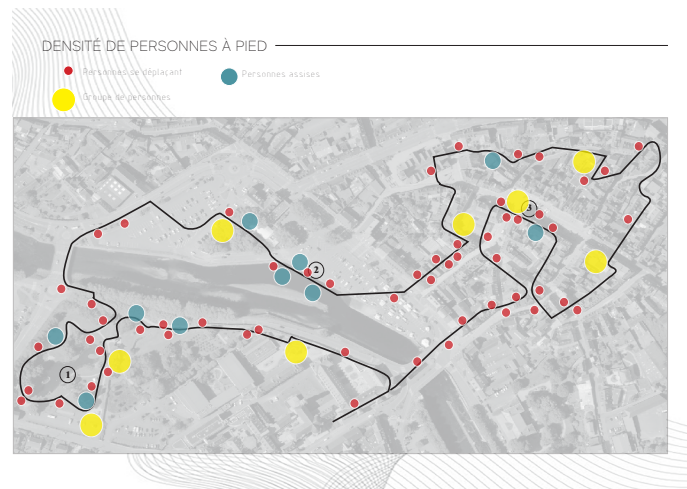 DENSITÉ DE PERSONNES À PIED
Personnes se déplaçant
Personnes assises
Groupe de personnes
3
2
1